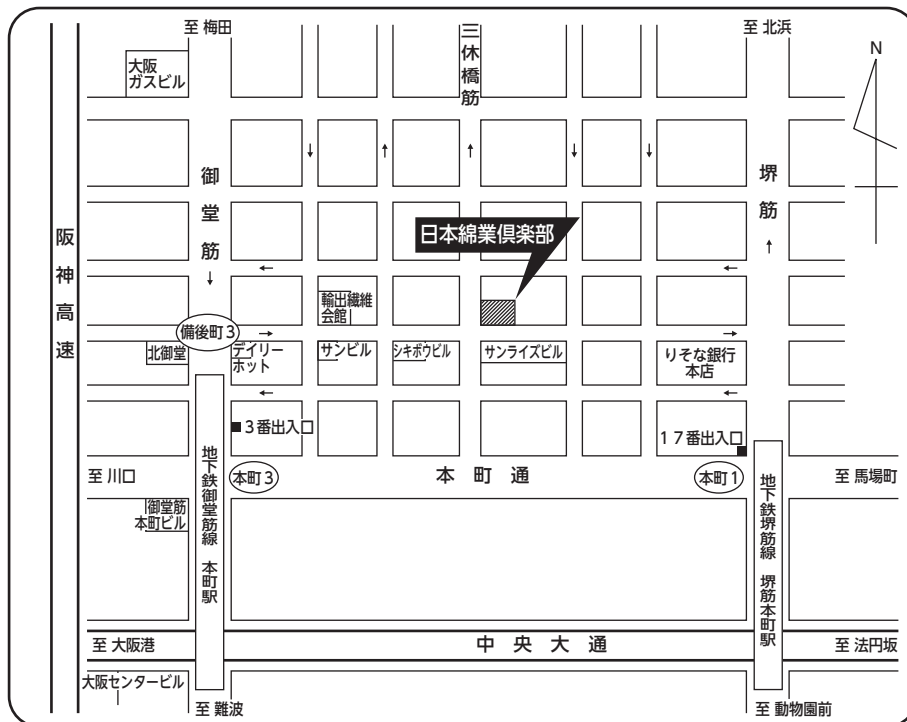 至 梅田
三休橋筋
至 北浜
N
大阪
ガスビル
御堂筋
堺筋
阪神高速
日本綿業倶楽部
輸出繊維
会館
備後町 3
北御堂
デイリー
ホット
サンビル
シキボウビル
サンライズビル
りそな銀行
本店
3番出入口
17番出入口
至 川口
本町 3
本町通
本町 1
至 馬場町
地下鉄御堂筋線 本町駅
地下鉄堺筋線 堺筋本町駅
御堂筋
本町ビル
至 大阪港
中央大通
至 法円坂
大阪センタービル
至 難波
至 動物園前